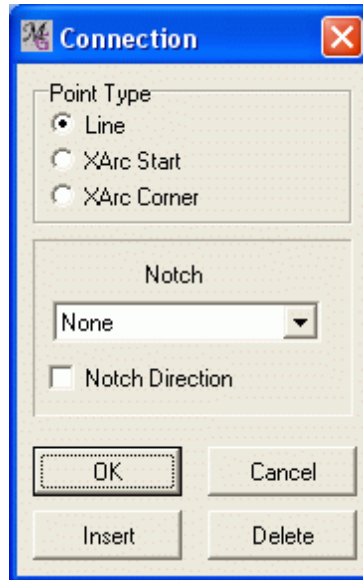 Connection
Point Type
Line
XArc Start
XArc Corner
Notch
None
Notch Direction
OK
Cancel
Insert
Delete